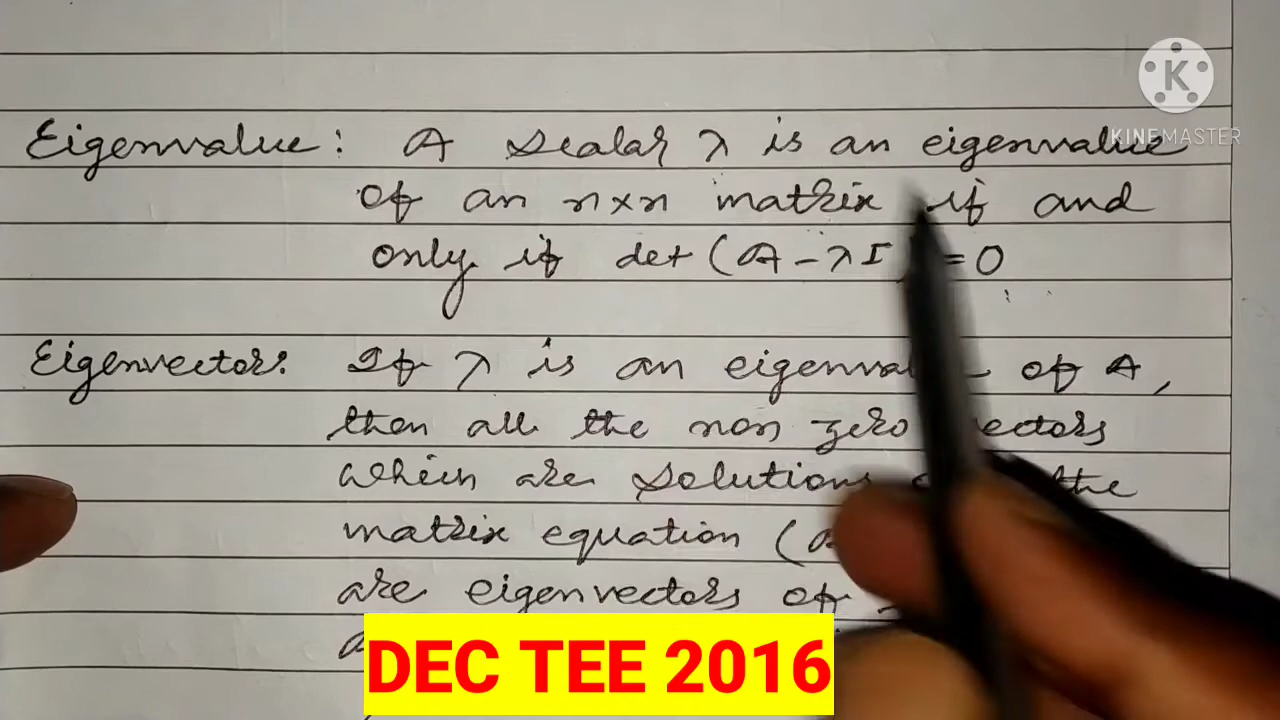 K
KINEMASTER
Eigenvalue: A scalar λ is an eigenvalue
of an n×n matrix if and
only if det (A - λI = 0
Eigenvector: If λ is an of A,
then all the non zero
which are solutions the
matrix equation (
are eigenvectors of
DEC TEE 2016